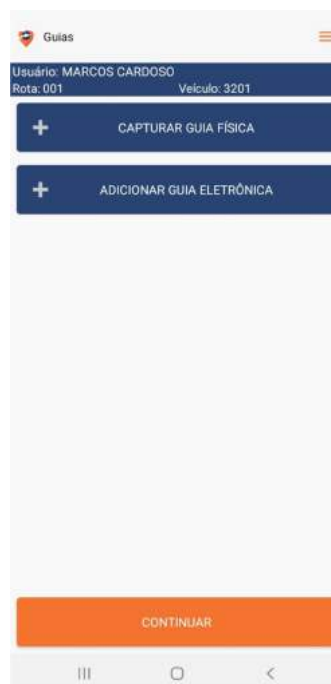 Guias
Usuário: MARCOS CARDOSO
Rota: 001 Veículo: 3201
+ CAPTURAR GUIA FÍSICA
+ ADICIONAR GUIA ELETRÔNICA
CONTINUAR